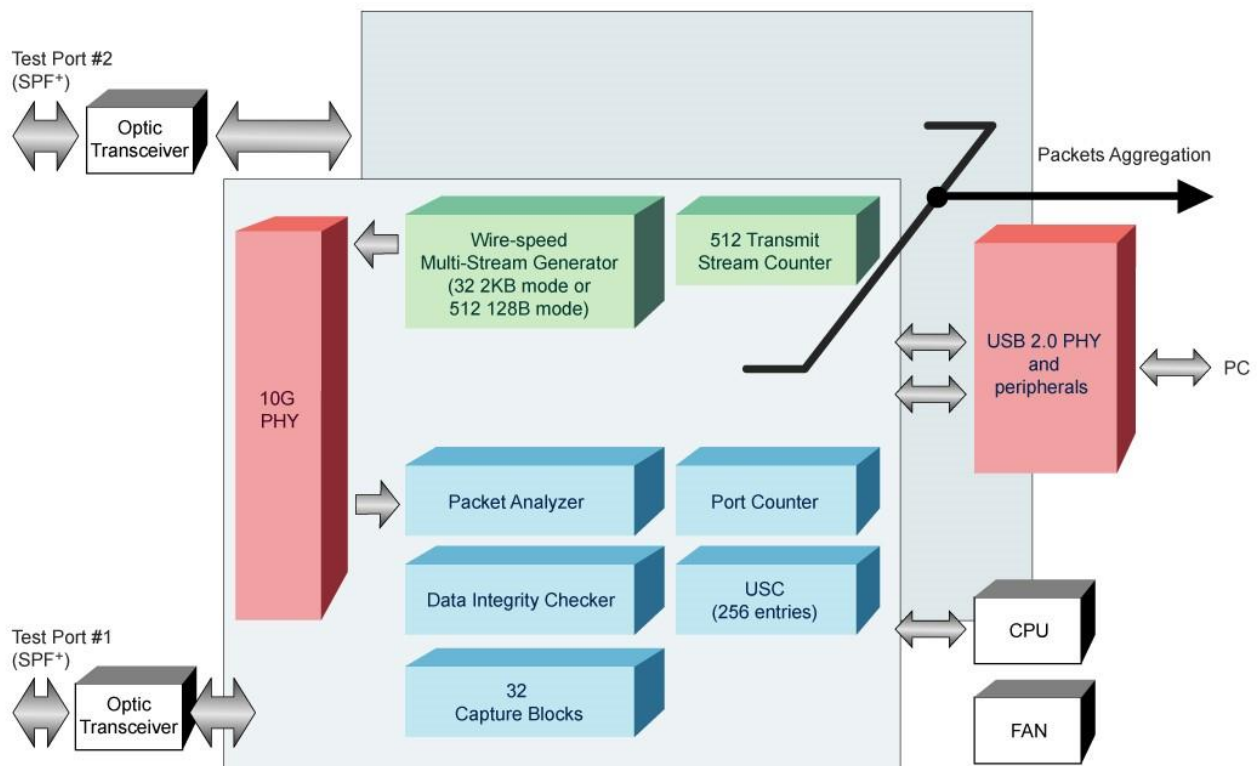 Test Port #2
(SPF+)
Optic
Transceiver
Packets Aggregation
Wire-speed
Multi-Stream Generator
(32 2KB mode or
512 128B mode)
512 Transmit
Stream Counter
10G
PHY
USB 2.0 PHY
and
peripherals
PC
Packet Analyzer
Port Counter
Data Integrity Checker
USC
(256 entries)
32
Capture Blocks
Test Port #1
(SPF+)
Optic
Transceiver
CPU
FAN